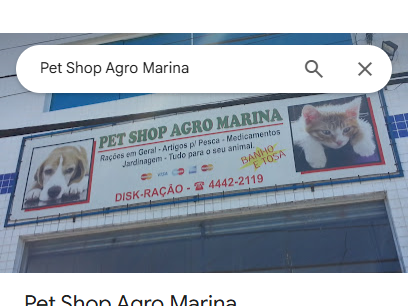 Pet Shop Agro Marina
PET SHOP AGRO MARINA
Rações em Geral - Artigos p/ Pesca - Medicamentos
Jardinagem - Tudo para o seu animal.
BANHO
E TOSA
DISK-RAÇÃO - ☎ 4442-2119
Pet Shop Agro Marina